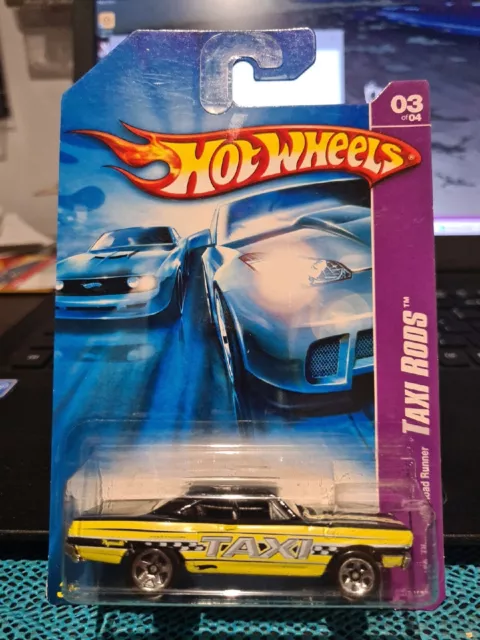 03
of 04
HOT WHEELS
TAXI RODS™
Road Runner
TAXI